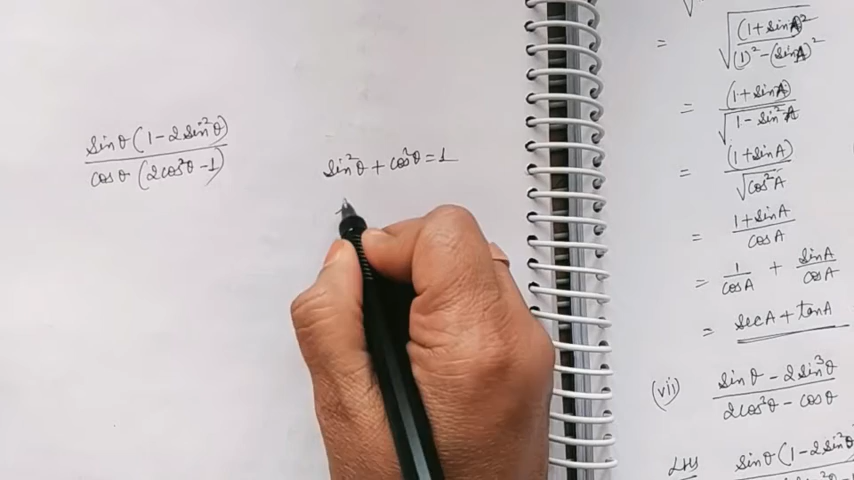 sinθ (1 - 2sin²θ)
cosθ (2cos²θ - 1)
sin²θ + cos²θ = 1
= √(1 + sinA)²
(1)² - (sinA)²
= (1 + sinA)
√1 - sin²A
= (1 + sinA)
√cos²A
= 1 + sinA
cosA
= 1/cosA + sinA/cosA
= secA + tanA
(vii) sinθ - 2sin³θ
2cos³θ - cosθ
LHS sinθ (1 - 2sin²θ